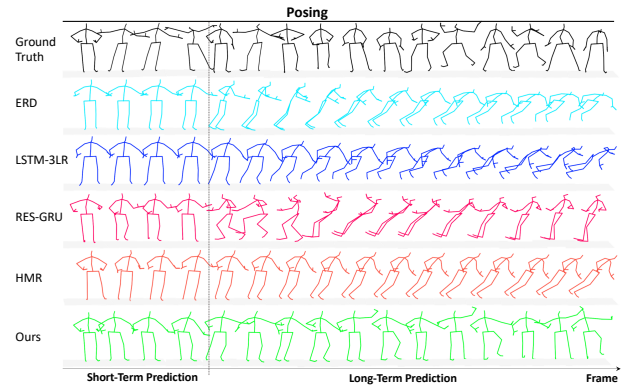 Posing
Ground
Truth
ERD
LSTM-3LR
RES-GRU
HMR
Ours
Short-Term Prediction
Long-Term Prediction
Frame